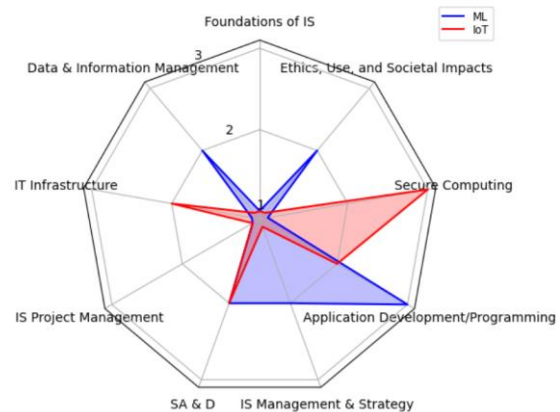 ML
IoT
Foundations of IS
3
Data & Information Management
Ethics, Use, and Societal Impacts
2
IT Infrastructure
Secure Computing
1
IS Project Management
Application Development/Programming
SA & D
IS Management & Strategy